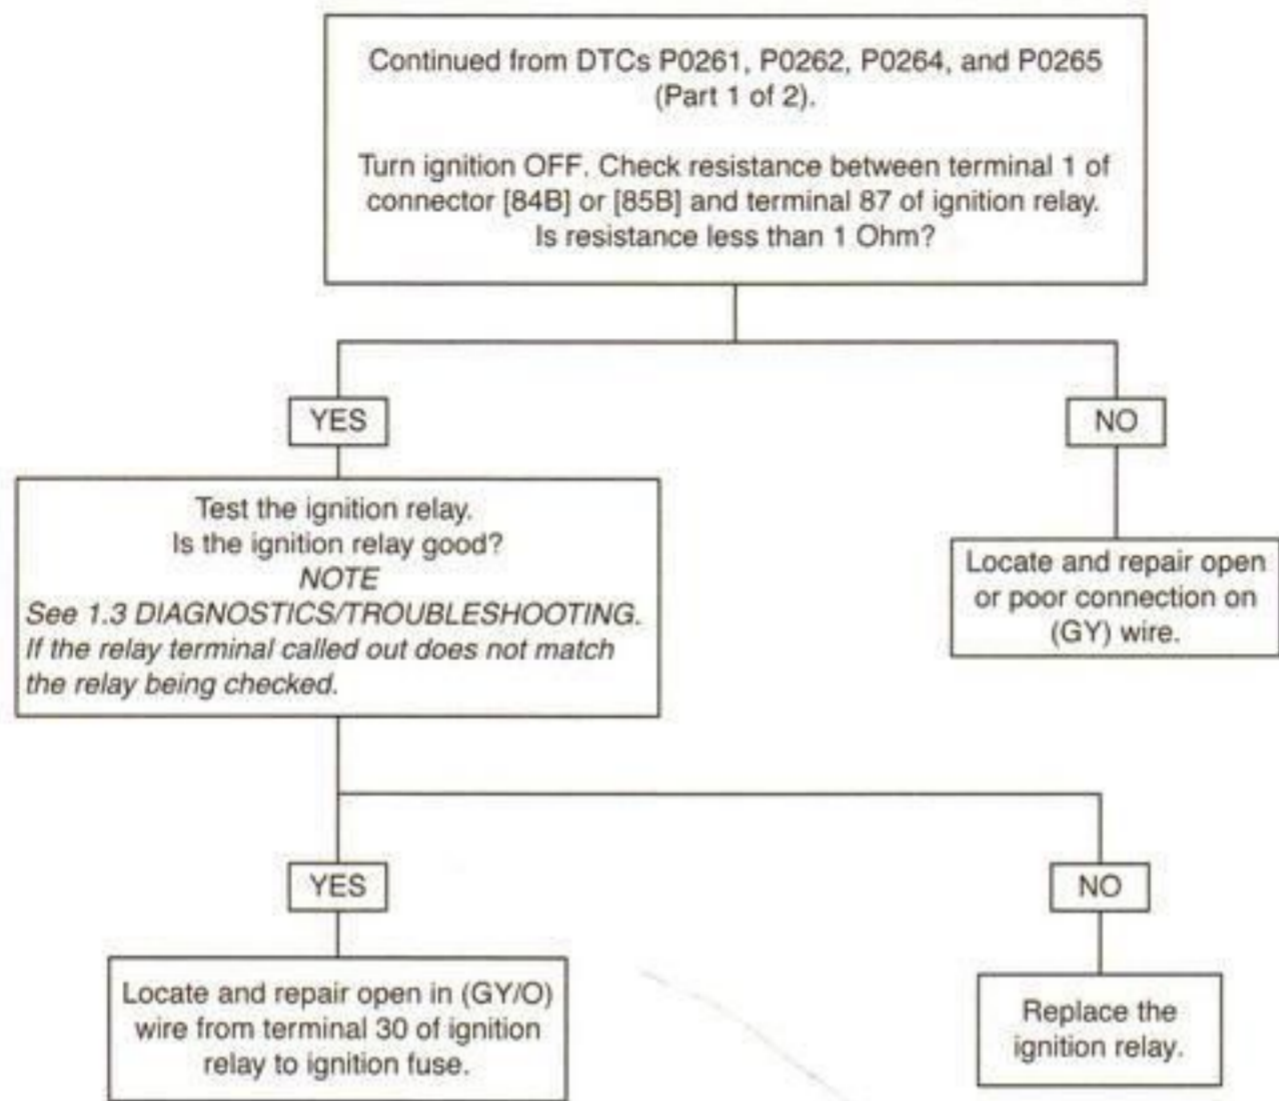 Continued from DTCs P0261, P0262, P0264, and P0265
(Part 1 of 2).
Turn ignition OFF. Check resistance between terminal 1 of
connector [84B] or [85B] and terminal 87 of ignition relay.
Is resistance less than 1 Ohm?
YES
NO
Test the ignition relay.
Is the ignition relay good?
NOTE
See 1.3 DIAGNOSTICS/TROUBLESHOOTING.
If the relay terminal called out does not match
the relay being checked.
Locate and repair open
or poor connection on
(GY) wire.
YES
NO
Locate and repair open in (GY/O)
wire from terminal 30 of ignition
relay to ignition fuse.
Replace the
ignition relay.